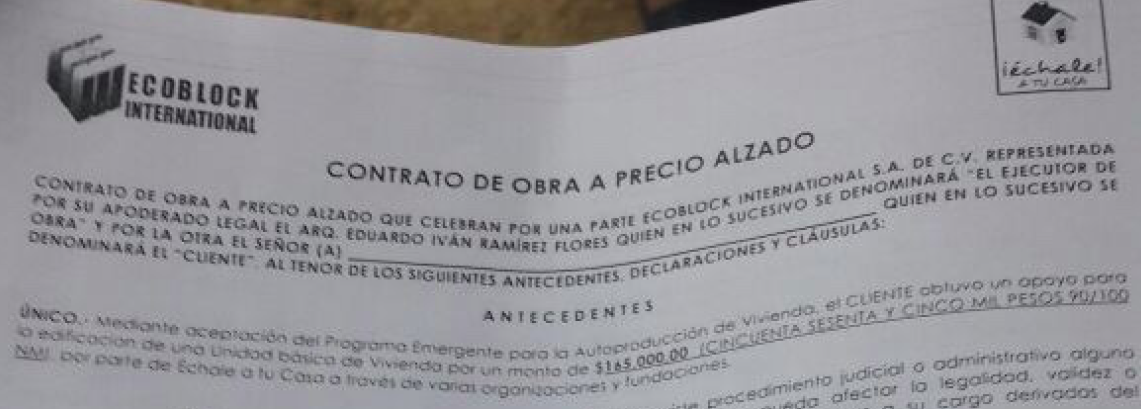 ECOBLOCK
INTERNATIONAL
¡échale!
A TU CASA
CONTRATO DE OBRA A PRECIO ALZADO
CONTRATO DE OBRA A PRECIO ALZADO QUE CELEBRAN POR UNA PARTE ECOBLOCK INTERNATIONAL S.A. DE C.V. REPRESENTADA
POR SU APODERADO LEGAL EL ARQ. EDUARDO IVÁN RAMÍREZ FLORES QUIEN EN LO SUCESIVO SE DENOMINARÁ "EL EJECUTOR DE
OBRA" Y POR LA OTRA EL SEÑOR (A) ____________ QUIEN EN LO SUCESIVO SE
DENOMINARÁ EL "CLIENTE". AL TENOR DE LOS SIGUIENTES ANTECEDENTES, DECLARACIONES Y CLÁUSULAS:
ANTECEDENTES
ÚNICO.- Mediante aceptación del Programa Emergente para la Autoproducción de Vivienda, el CLIENTE obtuvo un apoyo para
la edificación de una Unidad básica de Vivienda por un monto de $165,000.00 (CINCUENTA SESENTA Y CINCO MIL PESOS 90/100
NM). por parte de Échale a tu Casa a través de varias organizaciones y fundaciones.
procedimiento judicial o administrativo alguno
afectar la legalidad, validez o
su cargo derivados del